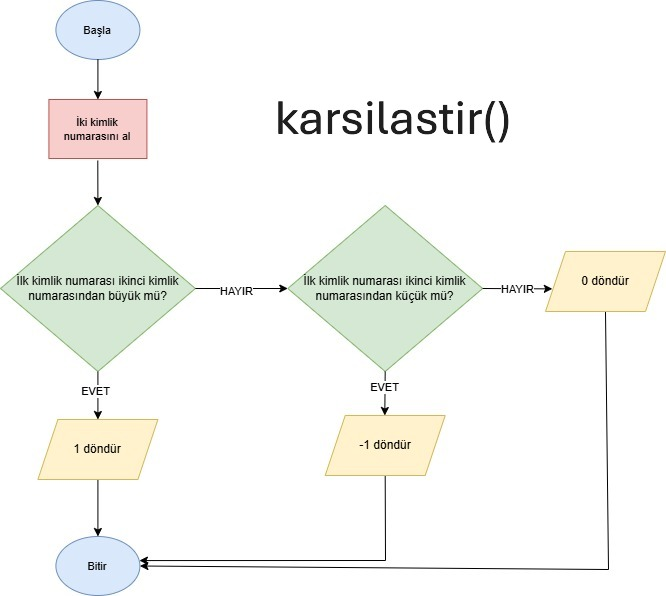 Başla
karsilastir()
İki kimlik
numarasını al
İlk kimlik numarası ikinci kimlik
numarasından büyük mü?
HAYIR
İlk kimlik numarası ikinci kimlik
numarasından küçük mü?
HAYIR
0 döndür
EVET
EVET
1 döndür
-1 döndür
Bitir